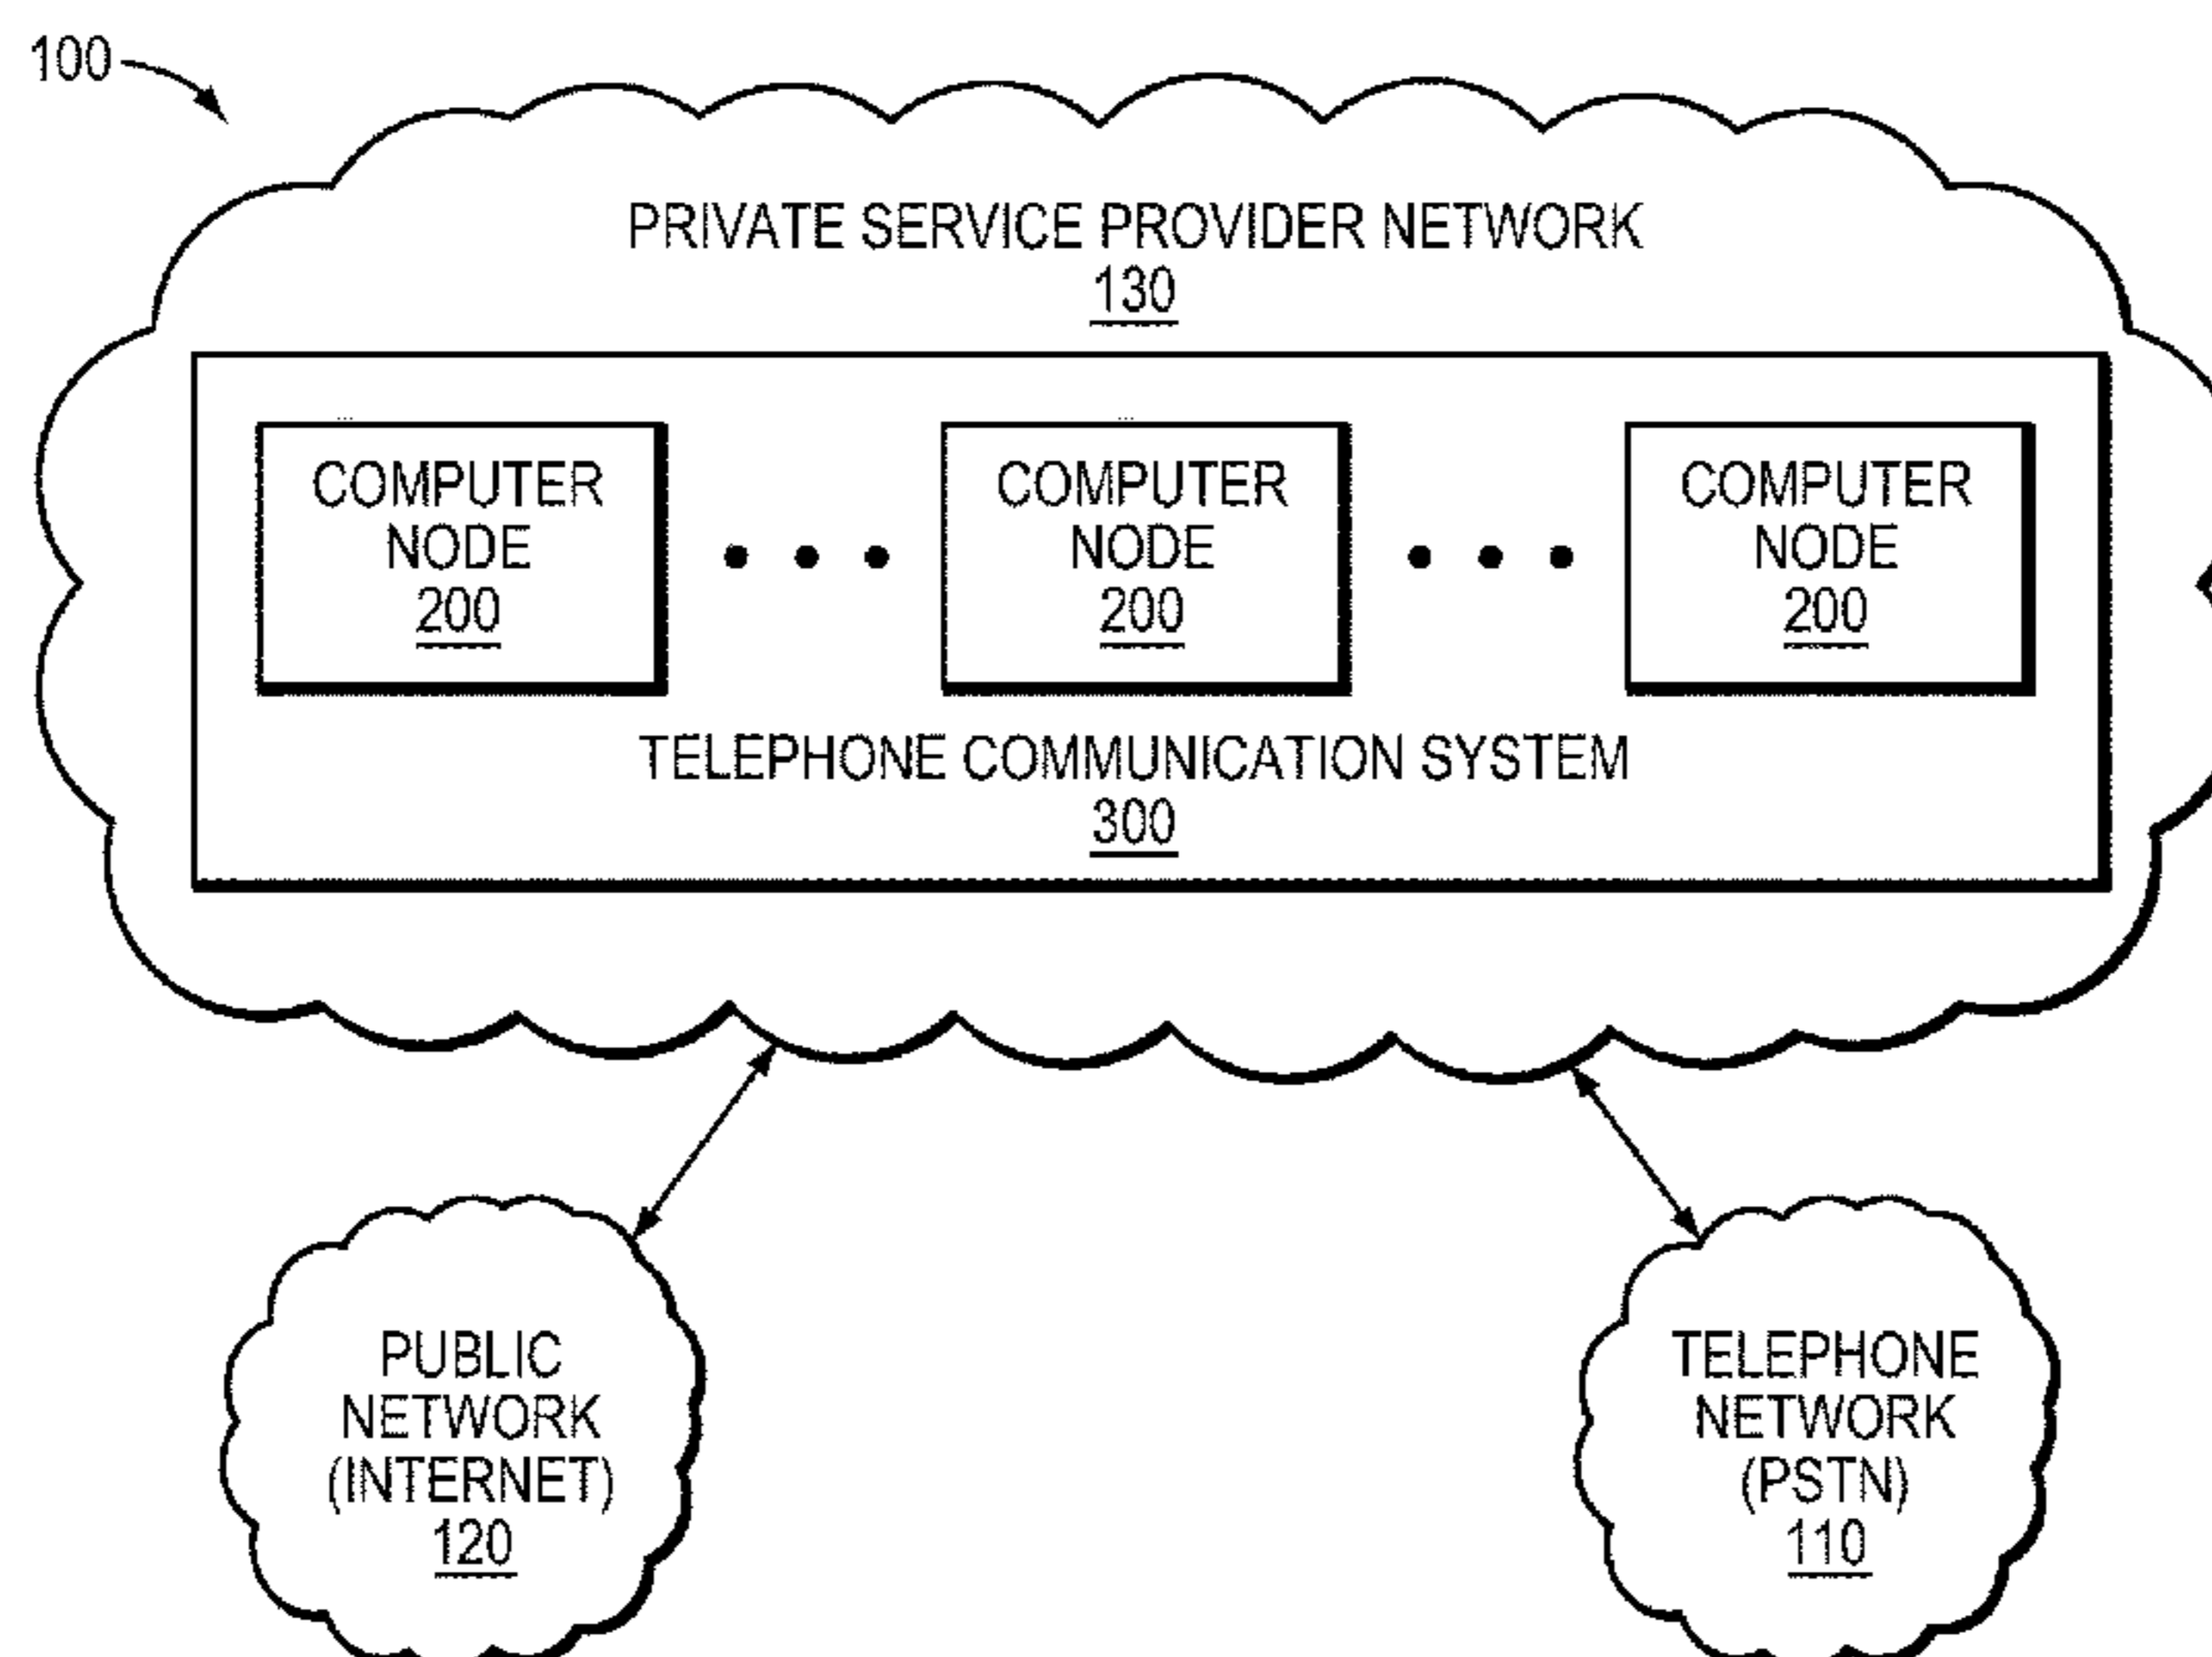 100
PRIVATE SERVICE PROVIDER NETWORK
130
COMPUTER
NODE
200
COMPUTER
NODE
200
COMPUTER
NODE
200
TELEPHONE COMMUNICATION SYSTEM
300
PUBLIC
NETWORK
(INTERNET)
120
TELEPHONE
NETWORK
(PSTN)
110